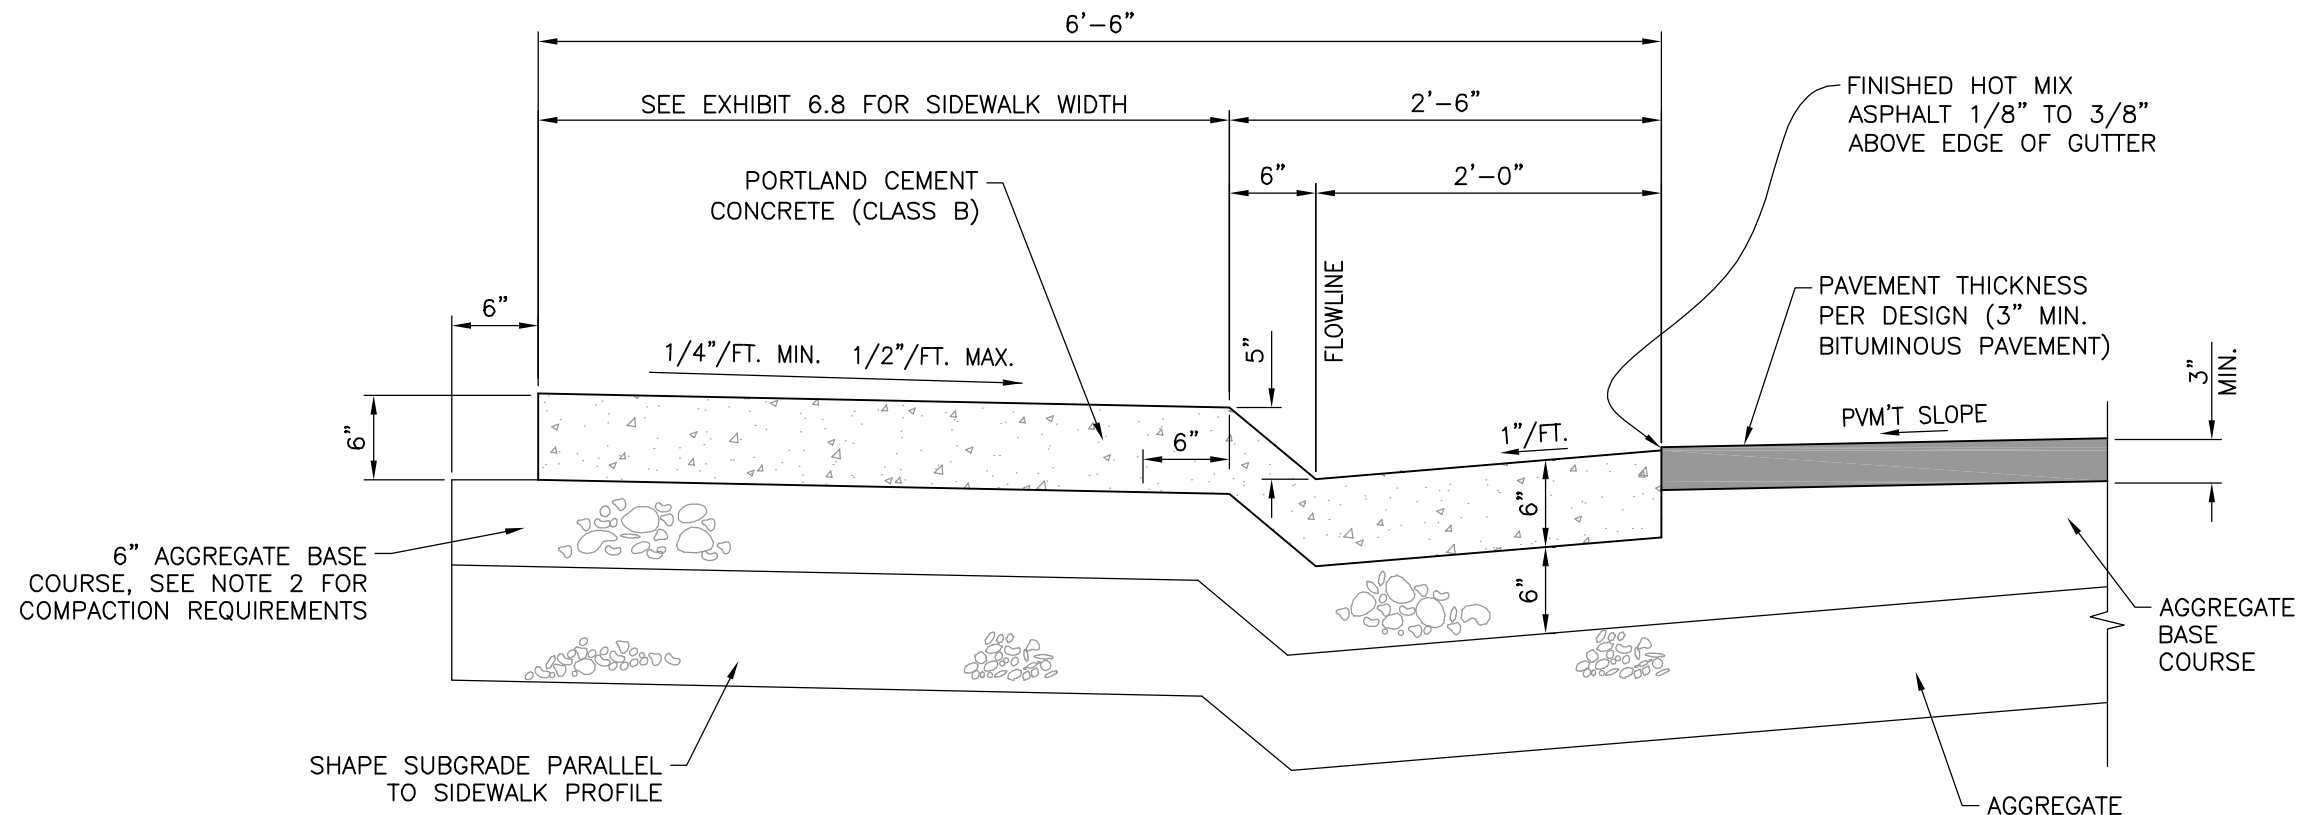 6'-6"
SEE EXHIBIT 6.8 FOR SIDEWALK WIDTH
2'-6"
FINISHED HOT MIX
ASPHALT 1/8" TO 3/8"
ABOVE EDGE OF GUTTER
PORTLAND CEMENT
CONCRETE (CLASS B)
6"
2'-0"
FLOWLINE
PAVEMENT THICKNESS
PER DESIGN (3" MIN.
BITUMINOUS PAVEMENT)
6"
1/4"/FT. MIN. 1/2"/FT. MAX.
5"
3"
MIN.
6"
6"
1"/FT.
PVM'T SLOPE
6"
6"
6" AGGREGATE BASE
COURSE, SEE NOTE 2 FOR
COMPACTION REQUIREMENTS
AGGREGATE
BASE
COURSE
SHAPE SUBGRADE PARALLEL
TO SIDEWALK PROFILE
AGGREGATE